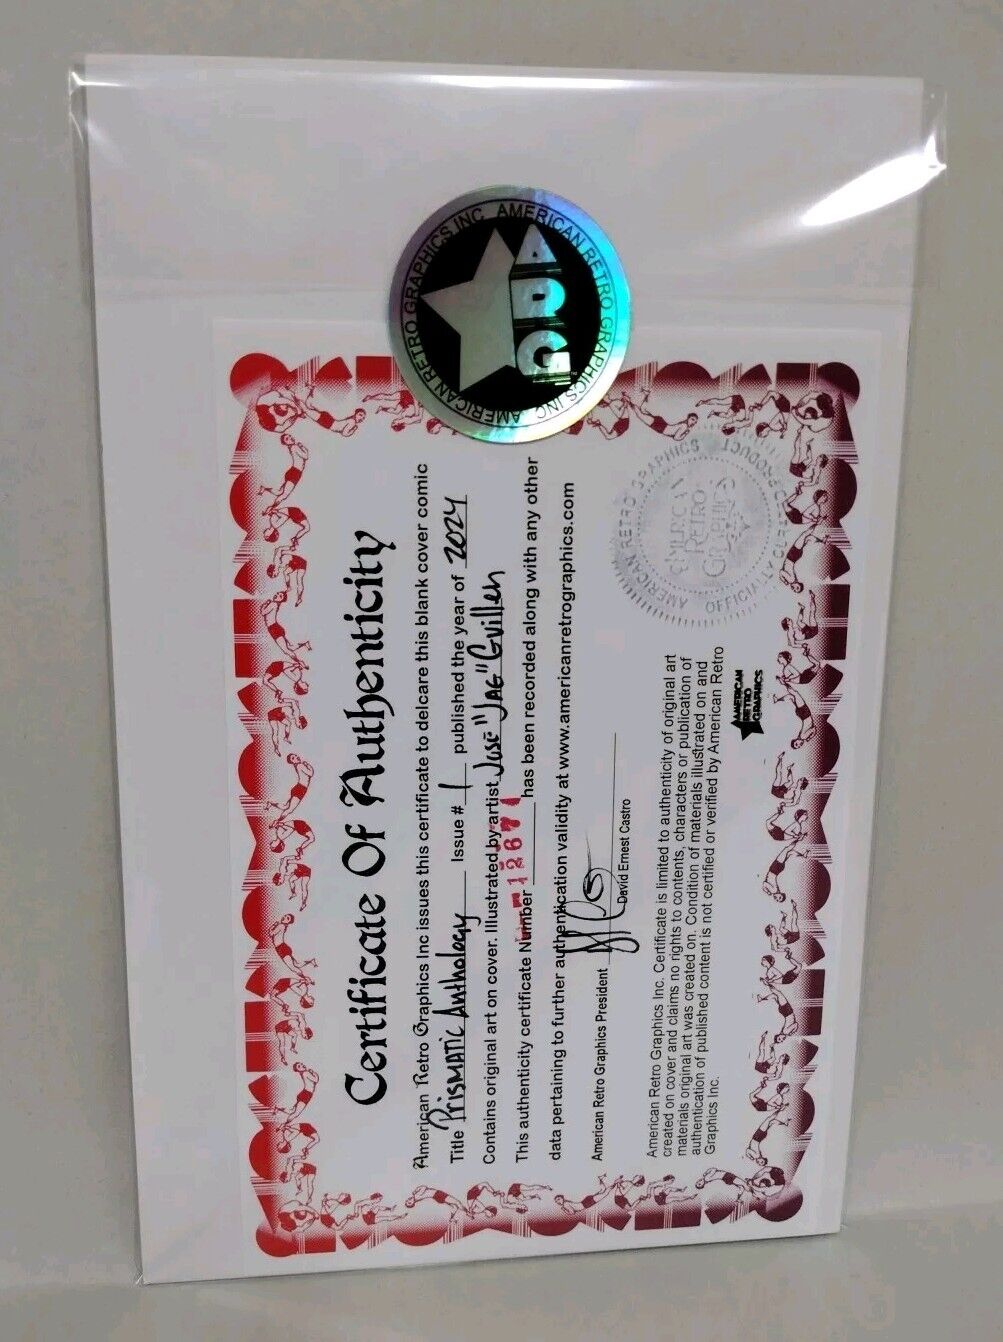 AMERICAN RETRO GRAPHICS INC. AMERICAN RETRO GRAPHICS INC.
ARG
Certificate Of Authenticity
American Retro Graphics Inc issues this certificate to delcare this blank cover comic
Title Prismatic Anthology Issue # 1 published the year of 2024
Contains original art on cover. Illustrated by artist Jose "JAG" Guillen
This authenticity certificate Number 12671 has been recorded along with any other
data pertaining to further authentication validity at www.americanretrographics.com
American Retro Graphics President
David Ernest Castro
American Retro Graphics Inc. Certificate is limited to authenticity of original art
created on cover and claims no rights to contents, characters or publication of
materials original art was created on. Condition of materials illustrated on and
authentication of published content is not certified or verified by American Retro
Graphics Inc.
AMERICAN
RETRO
GRAPHICS
AMERICAN RETRO GRAPHICS
OFFICIAL PRODUCT
AMERICAN
RETRO
GRAPHICS